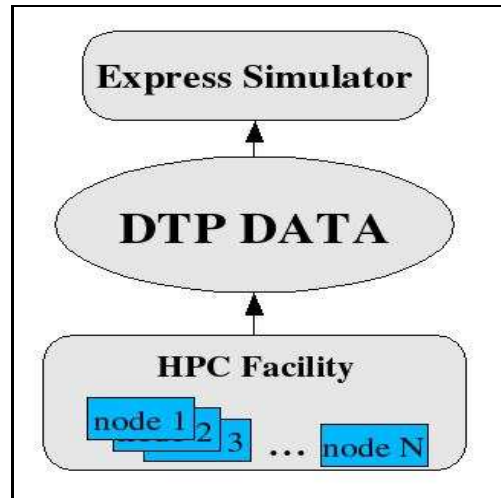 Express Simulator
DTP DATA
HPC Facility
node 1
2
3
...
node N